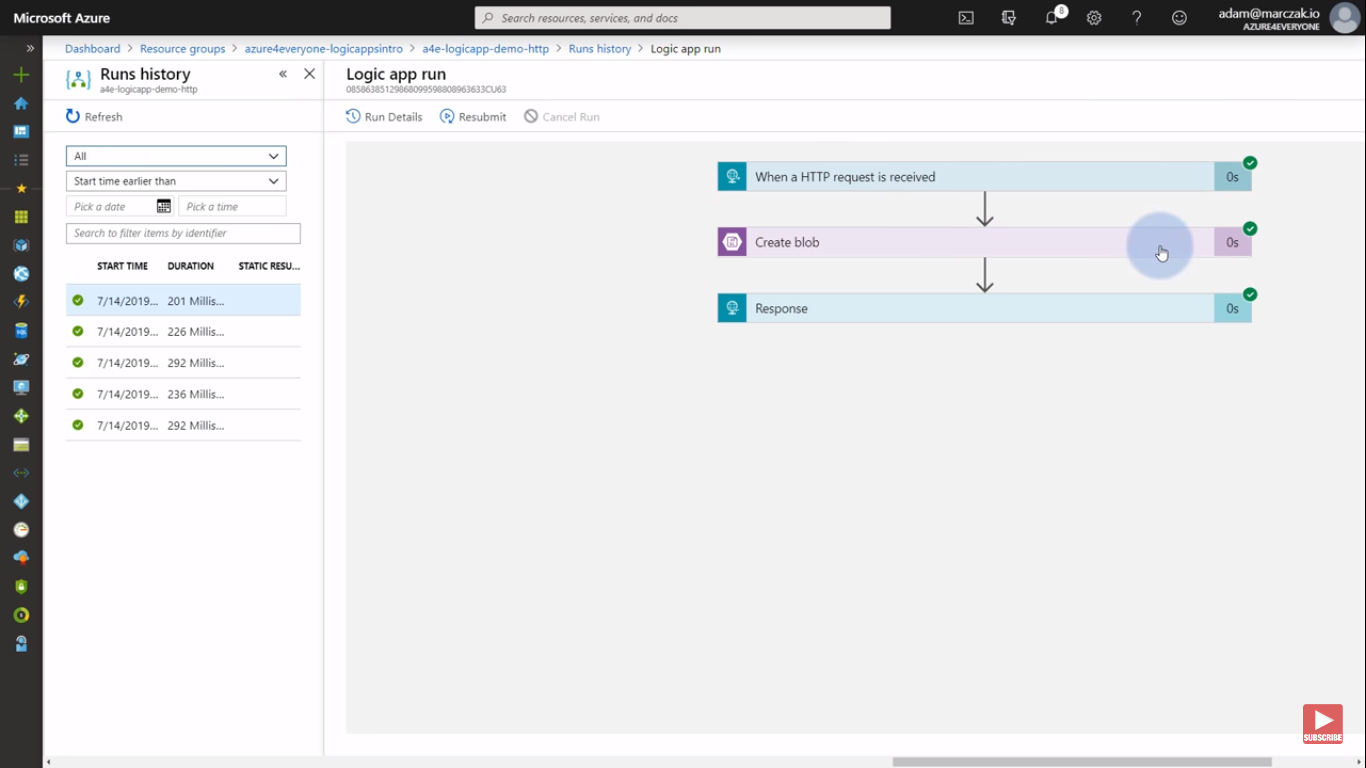 Microsoft Azure
Search resources, services, and docs
8
adam@marczak.io
AZURE4EVERYONE
Dashboard > Resource groups > azure4everyone-logicappsintro > a4e-logicapp-demo-http > Runs history > Logic app run
Runs history
a4e-logicapp-demo-http
Refresh
All
Start time earlier than
Pick a date
Pick a time
Search to filter items by identifier
START TIME DURATION STATIC RESU...
7/14/2019... 201 Millis...
7/14/2019... 226 Millis...
7/14/2019... 292 Millis...
7/14/2019... 236 Millis...
7/14/2019... 292 Millis...
Logic app run
Run Details Resubmit Cancel Run
When a HTTP request is received 0s
Create blob 0s
Response 0s
SUBSCRIBE